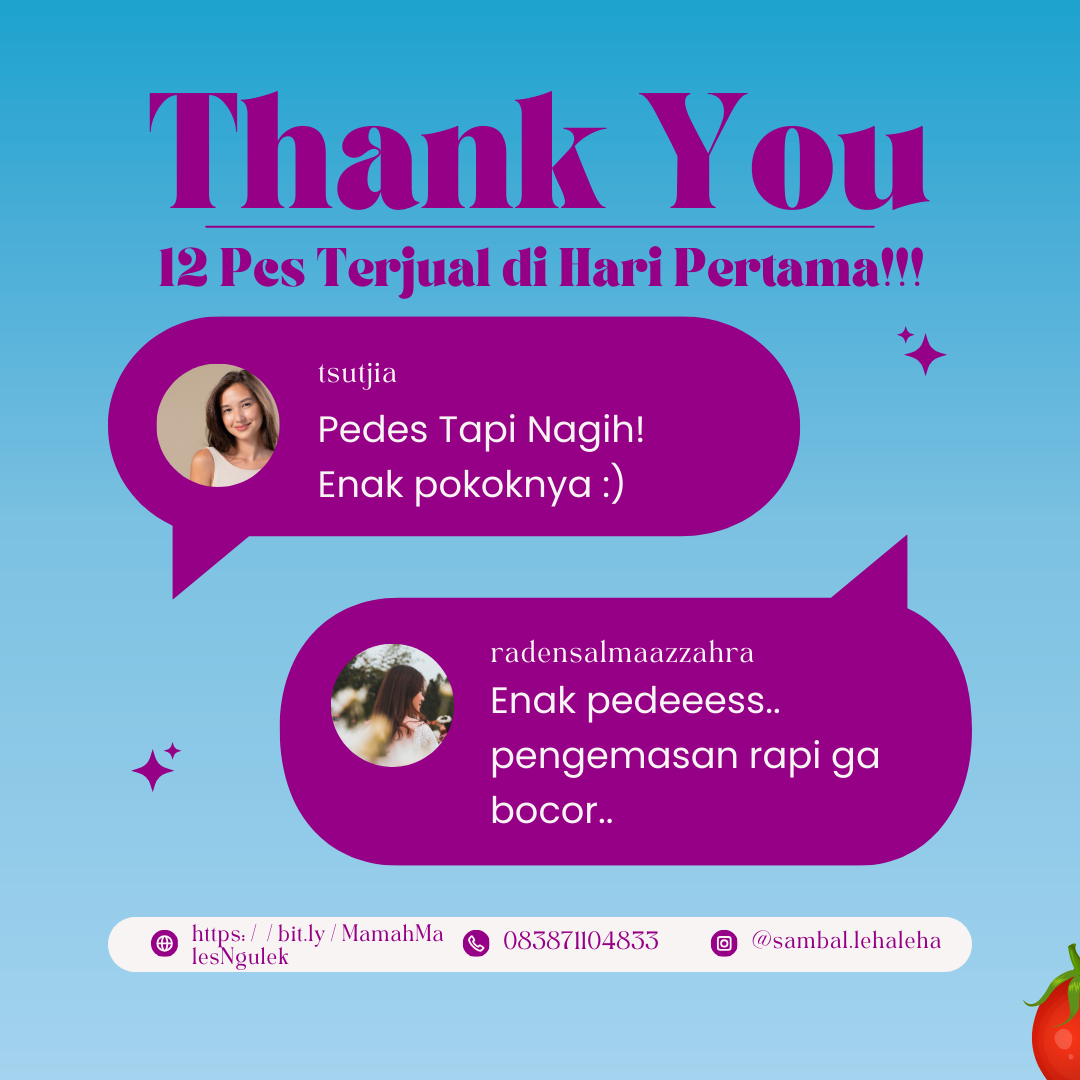 Thank You
12 Pcs Terjual di Hari Pertama!!!
tsutjia
Pedes Tapi Nagih!
Enak pokoknya :)
radensalmaazzahra
Enak pedeeess..
pengemasan rapi ga
bocor..
https://bit.ly/MamahMa
lesNgulek
083871104833
@sambal.lehaleha